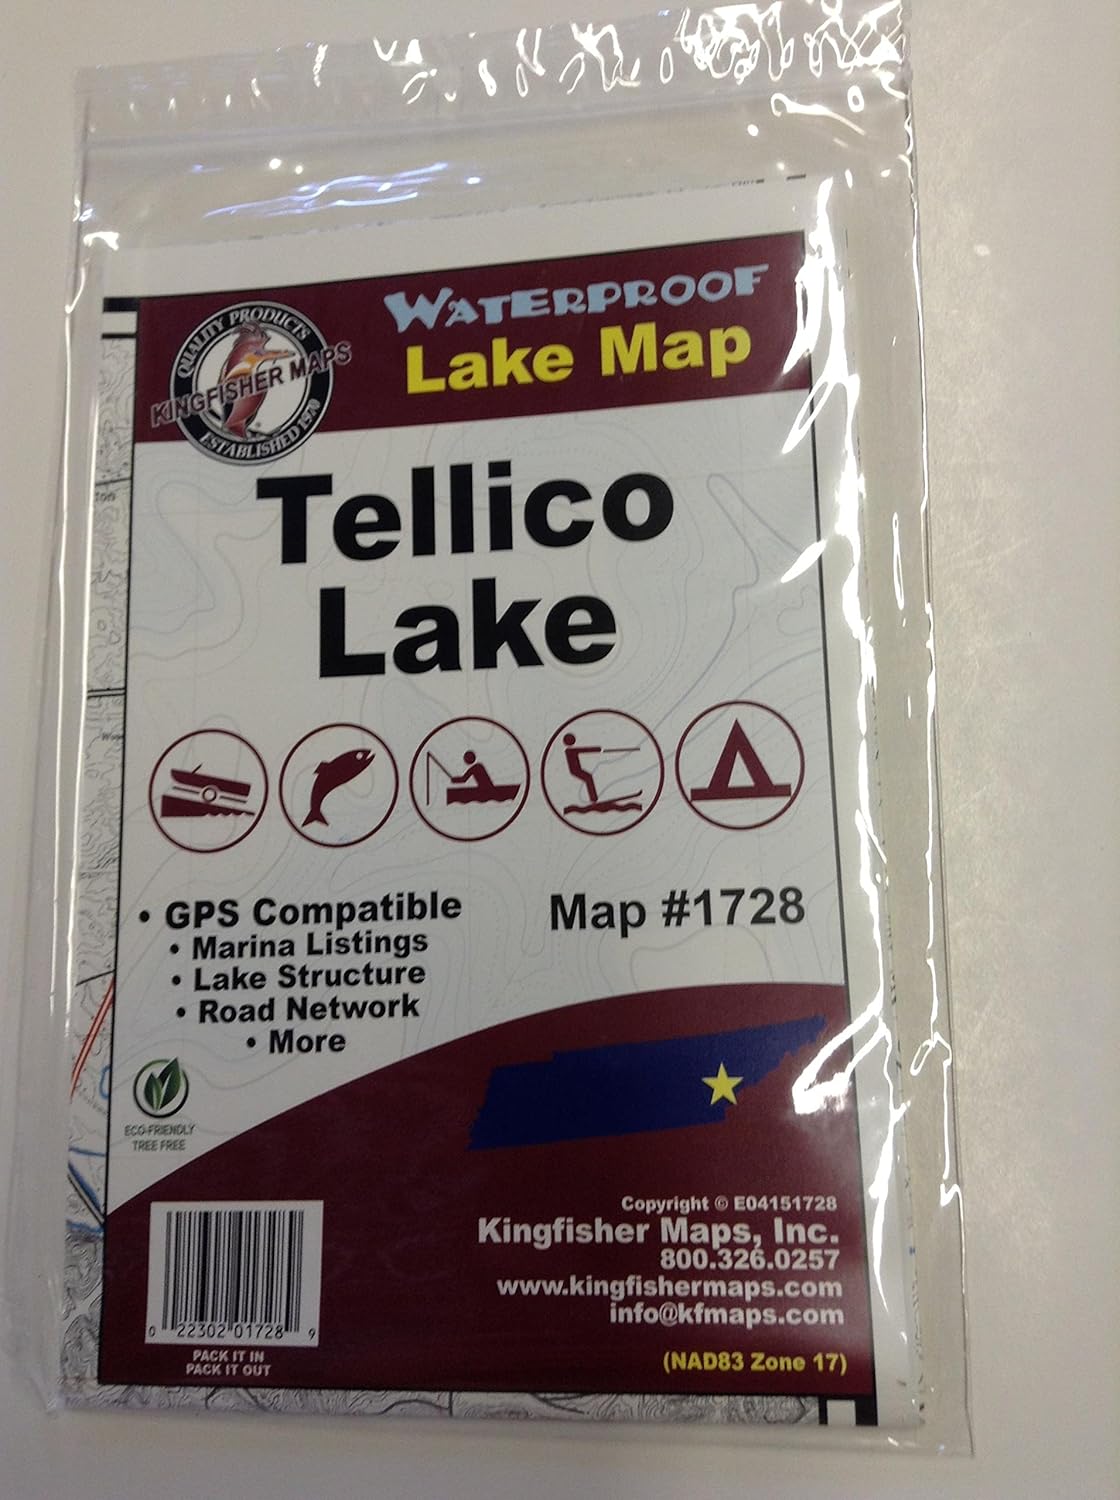 QUALITY PRODUCTS
KINGFISHER MAPS
ESTABLISHED 1970
WATERPROOF
Lake Map
Tellico
Lake
• GPS Compatible
• Marina Listings
• Lake Structure
• Road Network
• More
Map #1728
ECO-FRIENDLY
TREE FREE
Copyright © E04151728
Kingfisher Maps, Inc.
800.326.0257
www.kingfishermaps.com
info@kfmaps.com
(NAD83 Zone 17)
0 22302 01728 9
PACK IT IN
PACK IT OUT